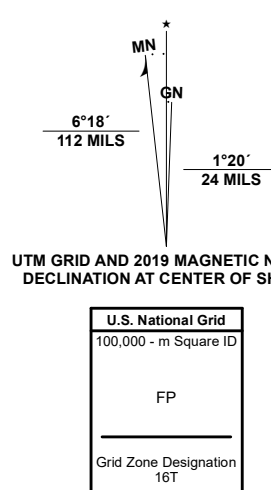 MN
GN
6°18´
112 MILS
1°20´
24 MILS
UTM GRID AND 2019 MAGNETIC N
DECLINATION AT CENTER OF SH
U.S. National Grid
100,000 - m Square ID
FP
Grid Zone Designation
16T